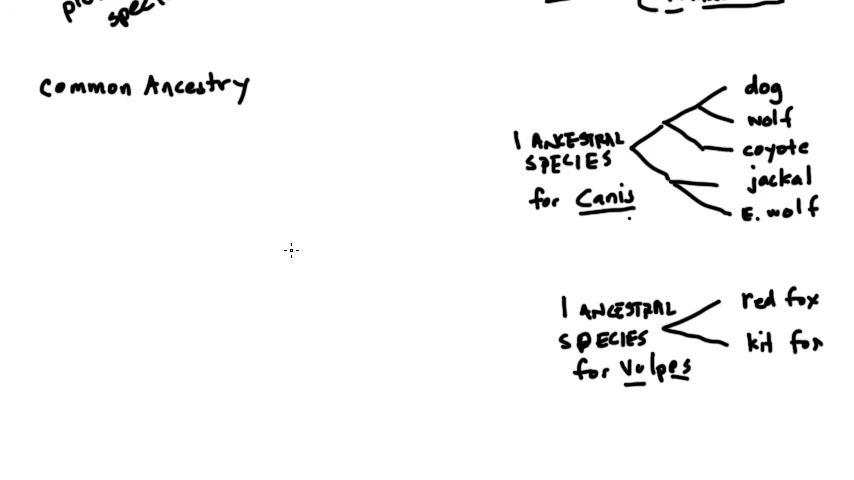 Common Ancestry
dog
wolf
1 ANCESTRAL
SPECIES
coyote
for Canis
jackal
E. wolf
1 ANCESTRAL
SPECIES
for Vulpes
red fox
kit fox